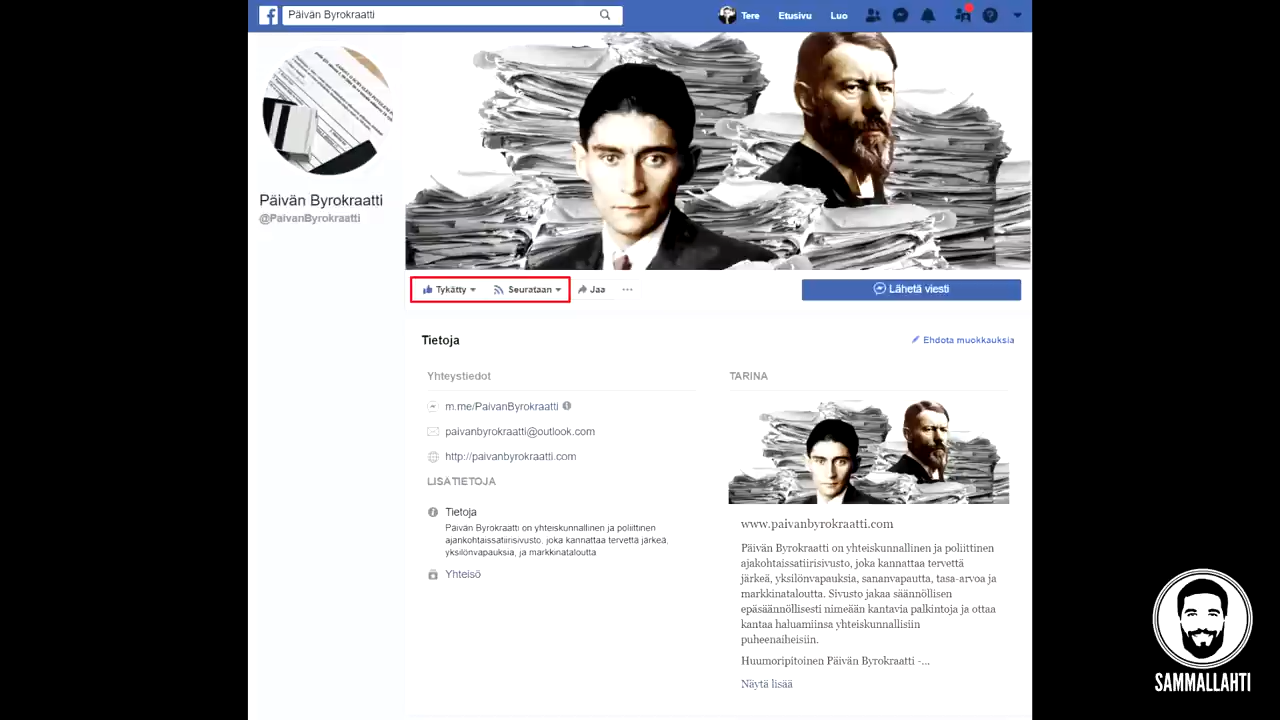 Päivän Byrokraatti
Tere
Etusivu
Luo
Päivän Byrokraatti
@PaivanByrokraatti
Tykätty
Seurataan
Jaa
Lähetä viesti
Tietoja
Ehdota muokkauksia
Yhteystiedot
m.me/PaivanByrokraatti
paivanbyrokraatti@outlook.com
http://paivanbyrokraatti.com
LISÄTIETOJA
Tietoja
Päivän Byrokraatti on yhteiskunnallinen ja poliittinen
ajankohtaissatiirisivusto, joka kannattaa tervettä järkeä,
yksilönvapauksia, ja markkinataloutta
Yhteisö
TARINA
www.paivanbyrokraatti.com
Päivän Byrokraatti on yhteiskunnallinen ja poliittinen
ajakohtaissatiirisivusto, joka kannattaa tervettä
järkeä, yksilönvapauksia, sananvapautta, tasa-arvoa ja
markkinataloutta. Sivusto jakaa säännöllisen
epäsäännöllisesti nimeään kantavia palkintoja ja ottaa
kantaa haluamiinsa yhteiskunnallisiin
puheenaiheisiin.
Huumoripitoinen Päivän Byrokraatti -...
Näytä lisää
SAMMALLAHTI